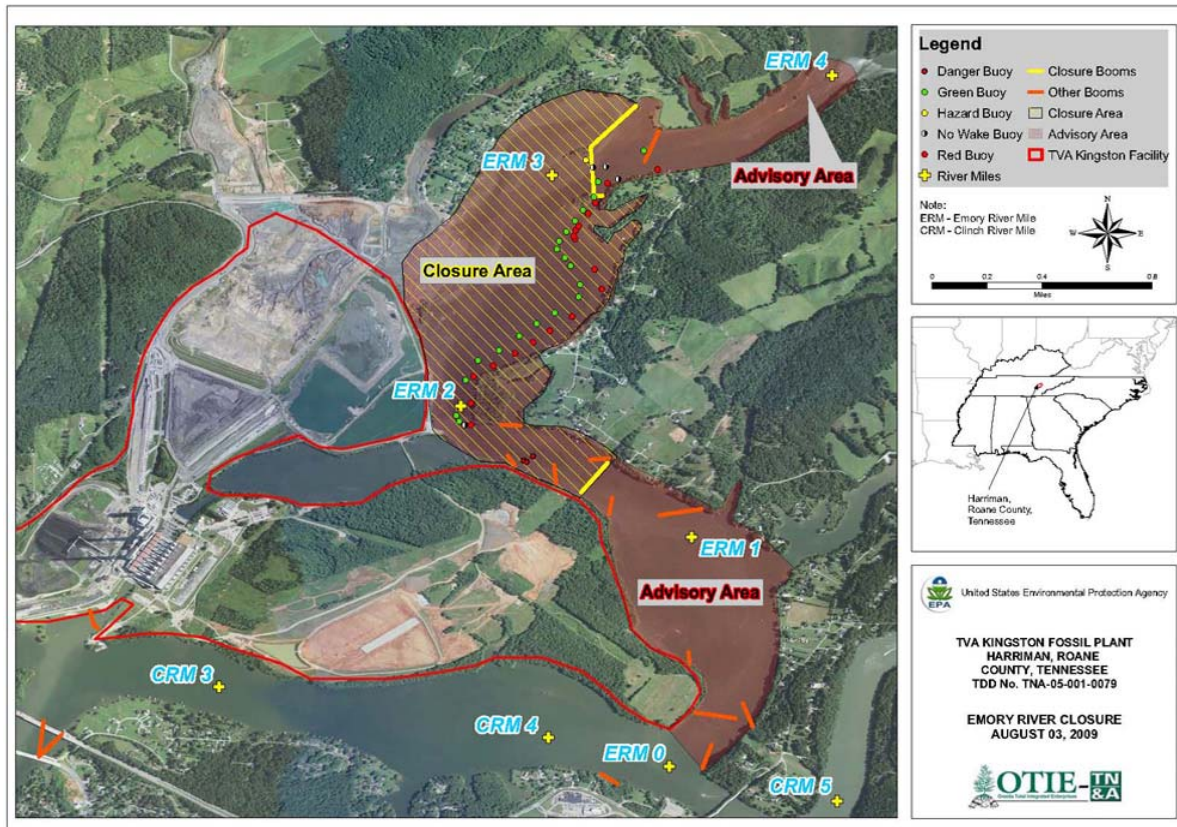 ERM 4
ERM 3
Advisory Area
Closure Area
ERM 2
ERM 1
Advisory Area
CRM 3
CRM 4
ERM 0
CRM 5
Legend
Danger Buoy
Green Buoy
Hazard Buoy
No Wake Buoy
Red Buoy
River Miles
Closure Booms
Other Booms
Closure Area
Advisory Area
TVA Kingston Facility
Note:
ERM - Emory River Mile
CRM - Clinch River Mile
N
W E
S
0 0.2 0.4 0.8
Miles
Harriman,
Roane County,
Tennessee
EPA
United States Environmental Protection Agency
TVA KINGSTON FOSSIL PLANT
HARRIMAN, ROANE
COUNTY, TENNESSEE
TDD No. TNA-05-001-0079
EMORY RIVER CLOSURE
AUGUST 03, 2009
OTIE-TN
&A